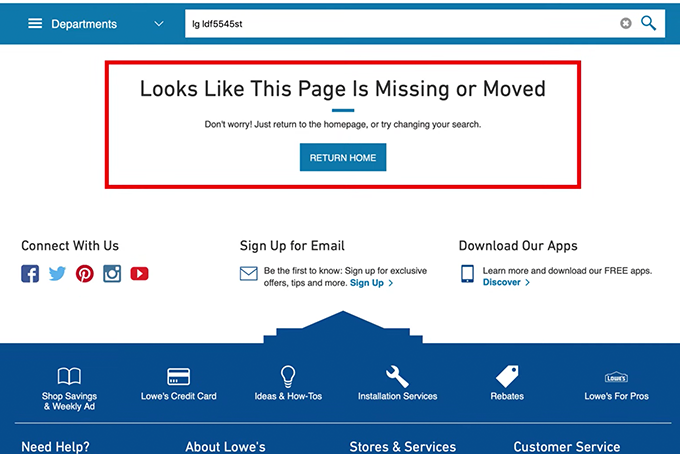 Departments
lg ldf5545st
Looks Like This Page Is Missing or Moved
Don't worry! Just return to the homepage, or try changing your search.
RETURN HOME
Connect With Us
Sign Up for Email
Be the first to know: Sign up for exclusive
offers, tips and more. Sign Up >
Download Our Apps
Learn more and download our FREE apps.
Discover >
Shop Savings
& Weekly Ad
Lowe's Credit Card
Ideas & How-Tos
Installation Services
Rebates
LOWE'S
Lowe's For Pros
Need Help?
About Lowe's
Stores & Services
Customer Service